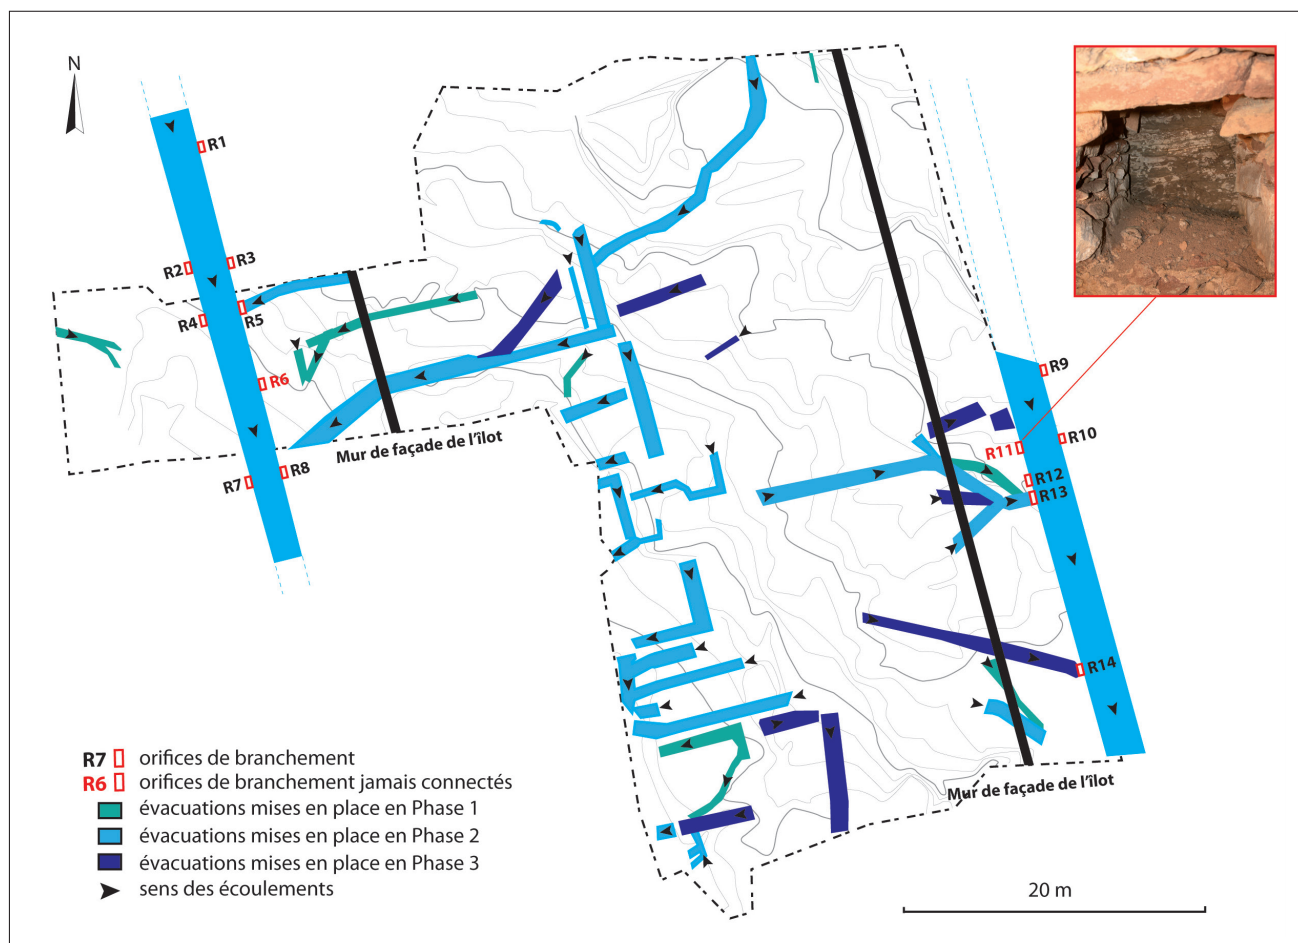 N
R1
R2
R3
R4
R5
R6
R7
R8
Mur de façade de l'îlot
R9
R10
R11
R12
R13
R14
Mur de façade de l'îlot
R7 orifices de branchement
R6 orifices de branchement jamais connectés
évacuations mises en place en Phase 1
évacuations mises en place en Phase 2
évacuations mises en place en Phase 3
sens des écoulements
20 m